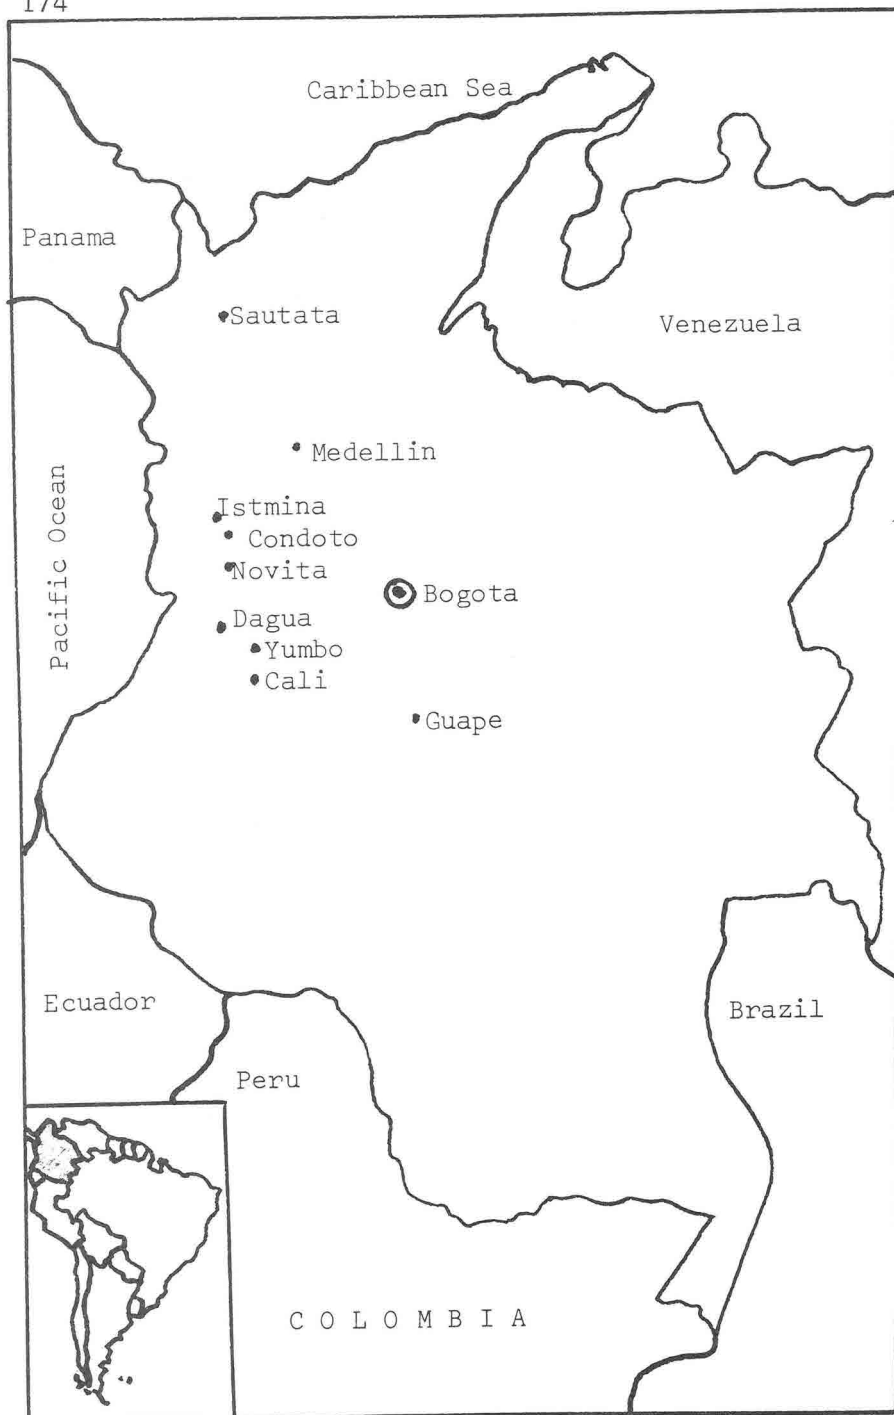 174
Caribbean Sea
Panama
Sautata
Venezuela
Medellin
Pacific Ocean
Istmina
Condoto
Novita
Bogota
Dagua
Yumbo
Cali
Guape
Ecuador
Brazil
Peru
COLOMBIA